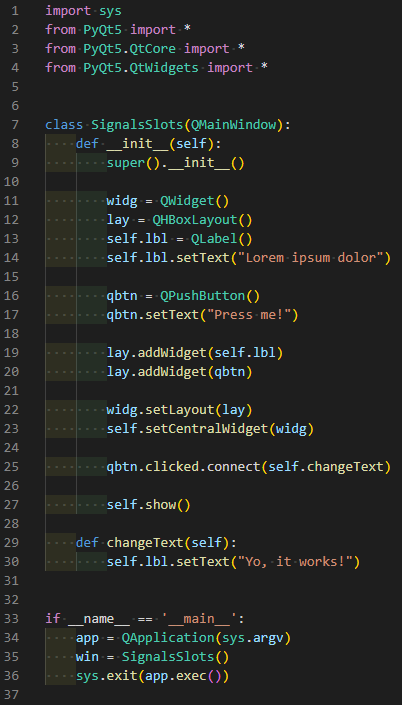 1 import sys
2 from PyQt5 import *
3 from PyQt5.QtCore import *
4 from PyQt5.QtWidgets import *
5
6
7 class SignalsSlots(QMainWindow):
8     def __init__(self):
9         super().__init__()
10
11         widg = QWidget()
12         lay = QHBoxLayout()
13         self.lbl = QLabel()
14         self.lbl.setText("Lorem ipsum dolor")
15
16         qbtn = QPushButton()
17         qbtn.setText("Press me!")
18
19         lay.addWidget(self.lbl)
20         lay.addWidget(qbtn)
21
22         widg.setLayout(lay)
23         self.setCentralWidget(widg)
24
25         qbtn.clicked.connect(self.changeText)
26
27         self.show()
28
29     def changeText(self):
30         self.lbl.setText("Yo, it works!")
31
32
33 if __name__ == '__main__':
34     app = QApplication(sys.argv)
35     win = SignalsSlots()
36     sys.exit(app.exec())
37